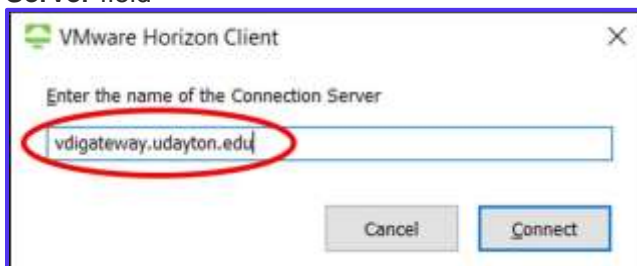 Server field
VMware Horizon Client
Enter the name of the Connection Server
vdigateway.udayton.edu
Cancel Connect